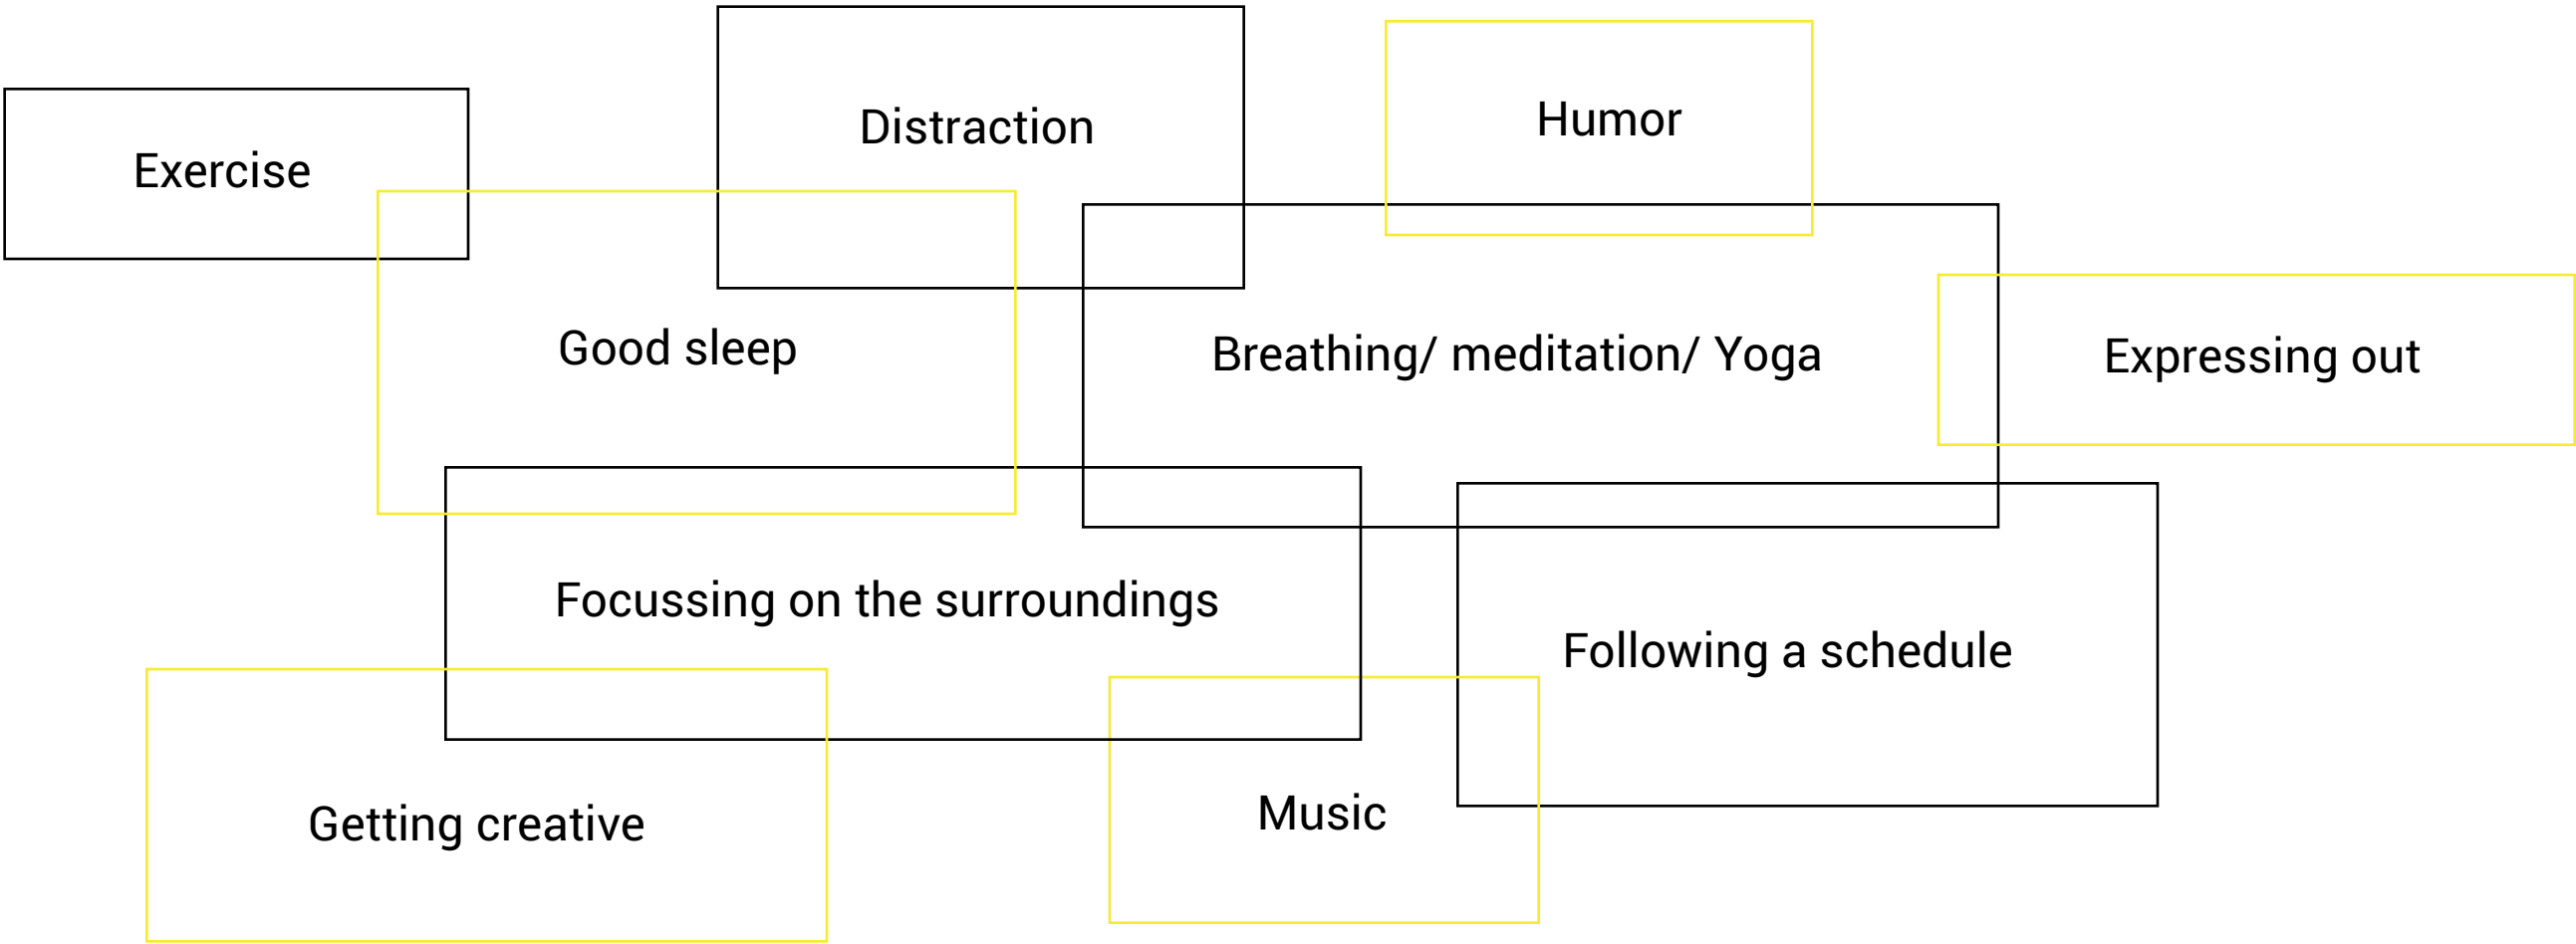 Distraction
Humor
Exercise
Good sleep
Breathing/ meditation/ Yoga
Expressing out
Focussing on the surroundings
Following a schedule
Getting creative
Music